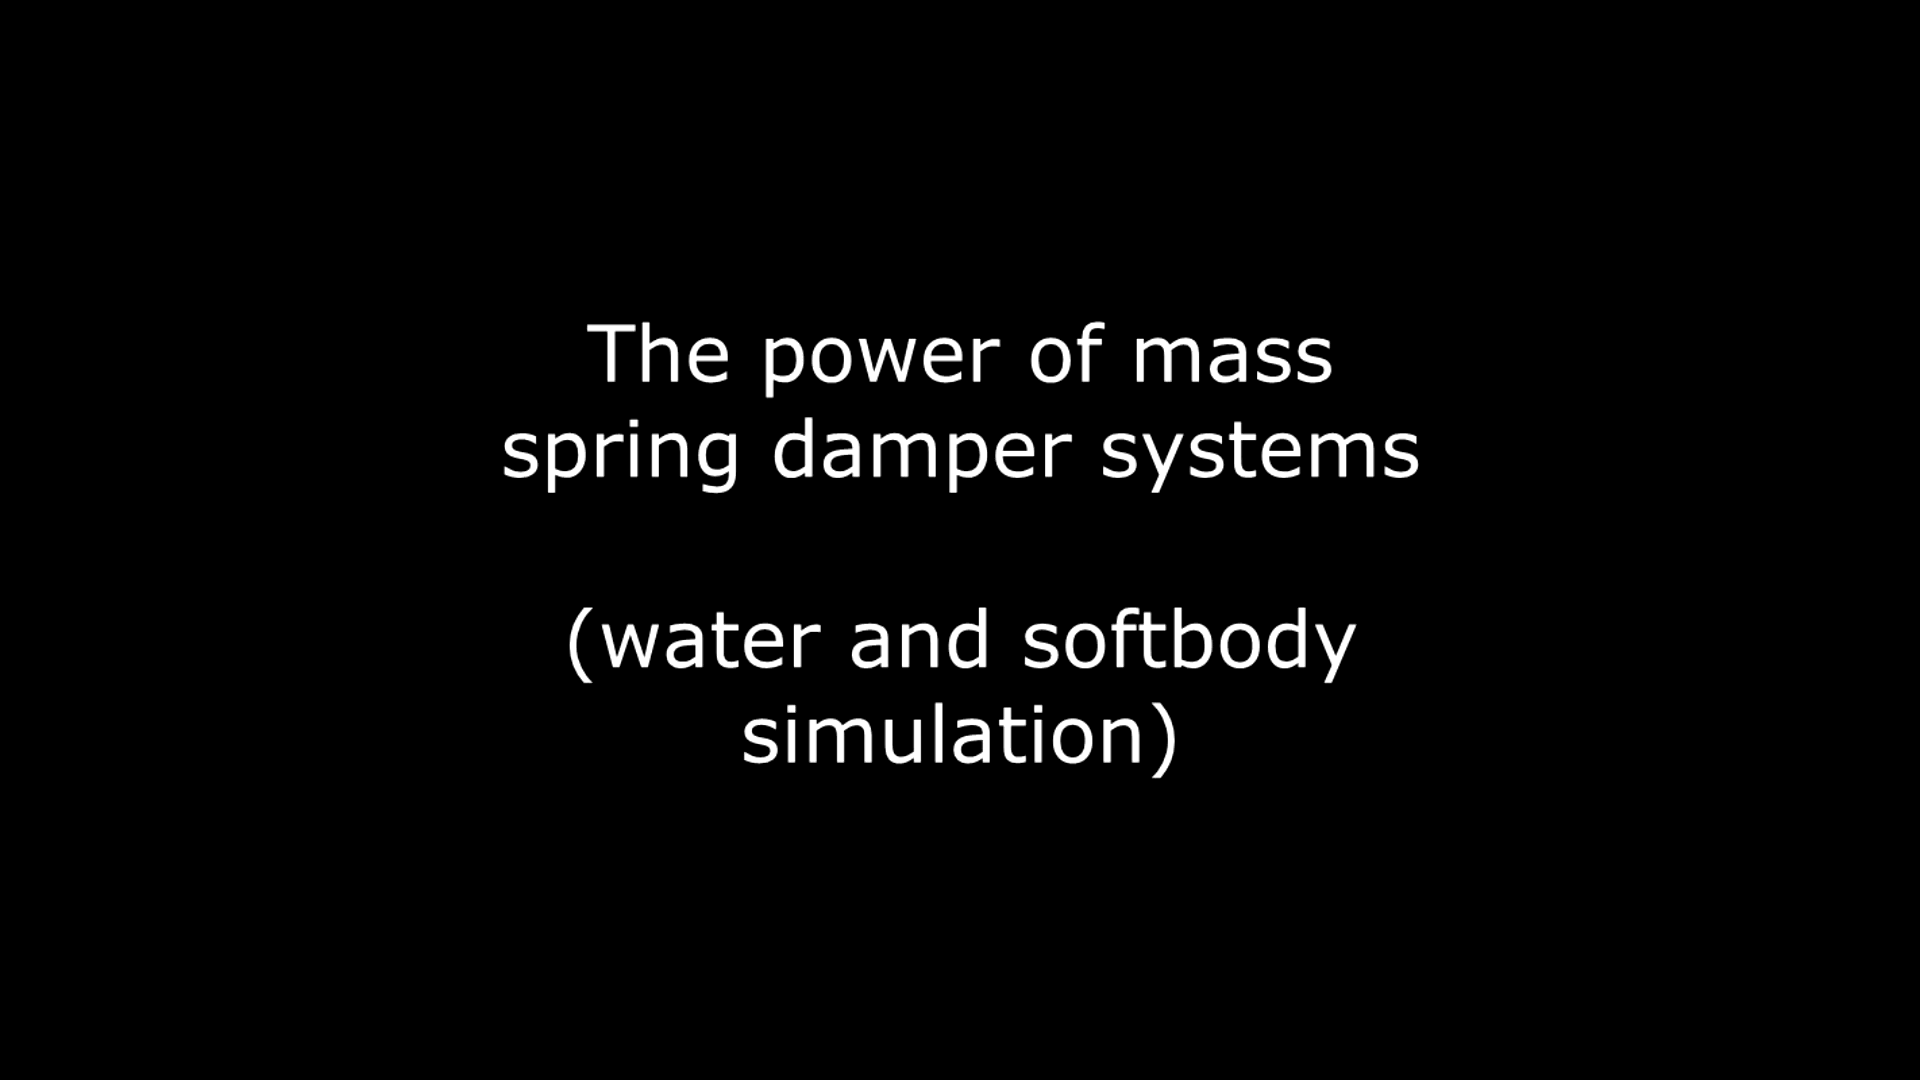 The power of mass
spring damper systems
(water and softbody
simulation)